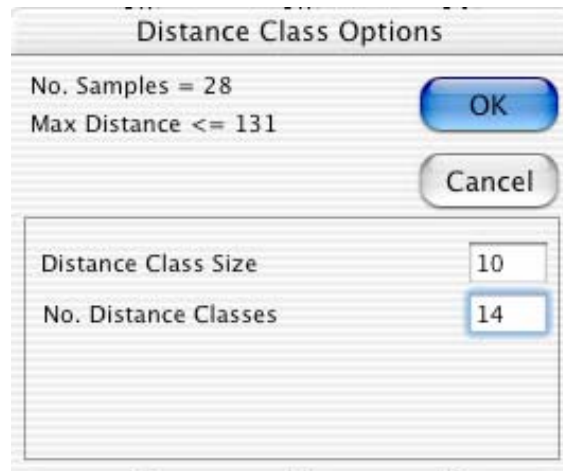 Distance Class Options
No. Samples = 28
Max Distance <= 131
OK
Cancel
Distance Class Size 10
No. Distance Classes 14